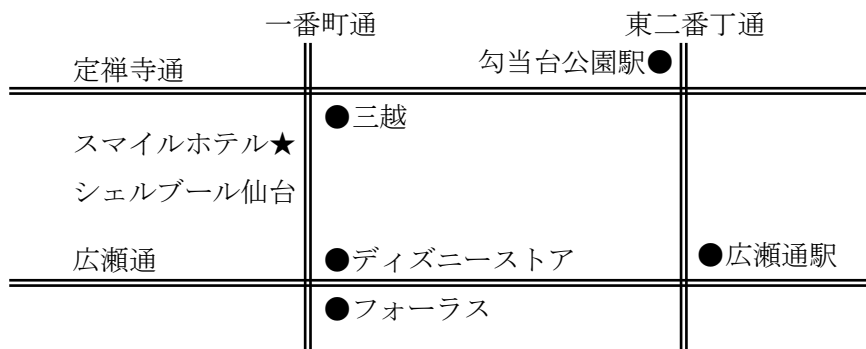 一番町通
東二番丁通
勾当台公園駅●
定禅寺通
●三越
スマイルホテル★
シェルブール仙台
広瀬通
●ディズニーストア
●広瀬通駅
●フォーラス